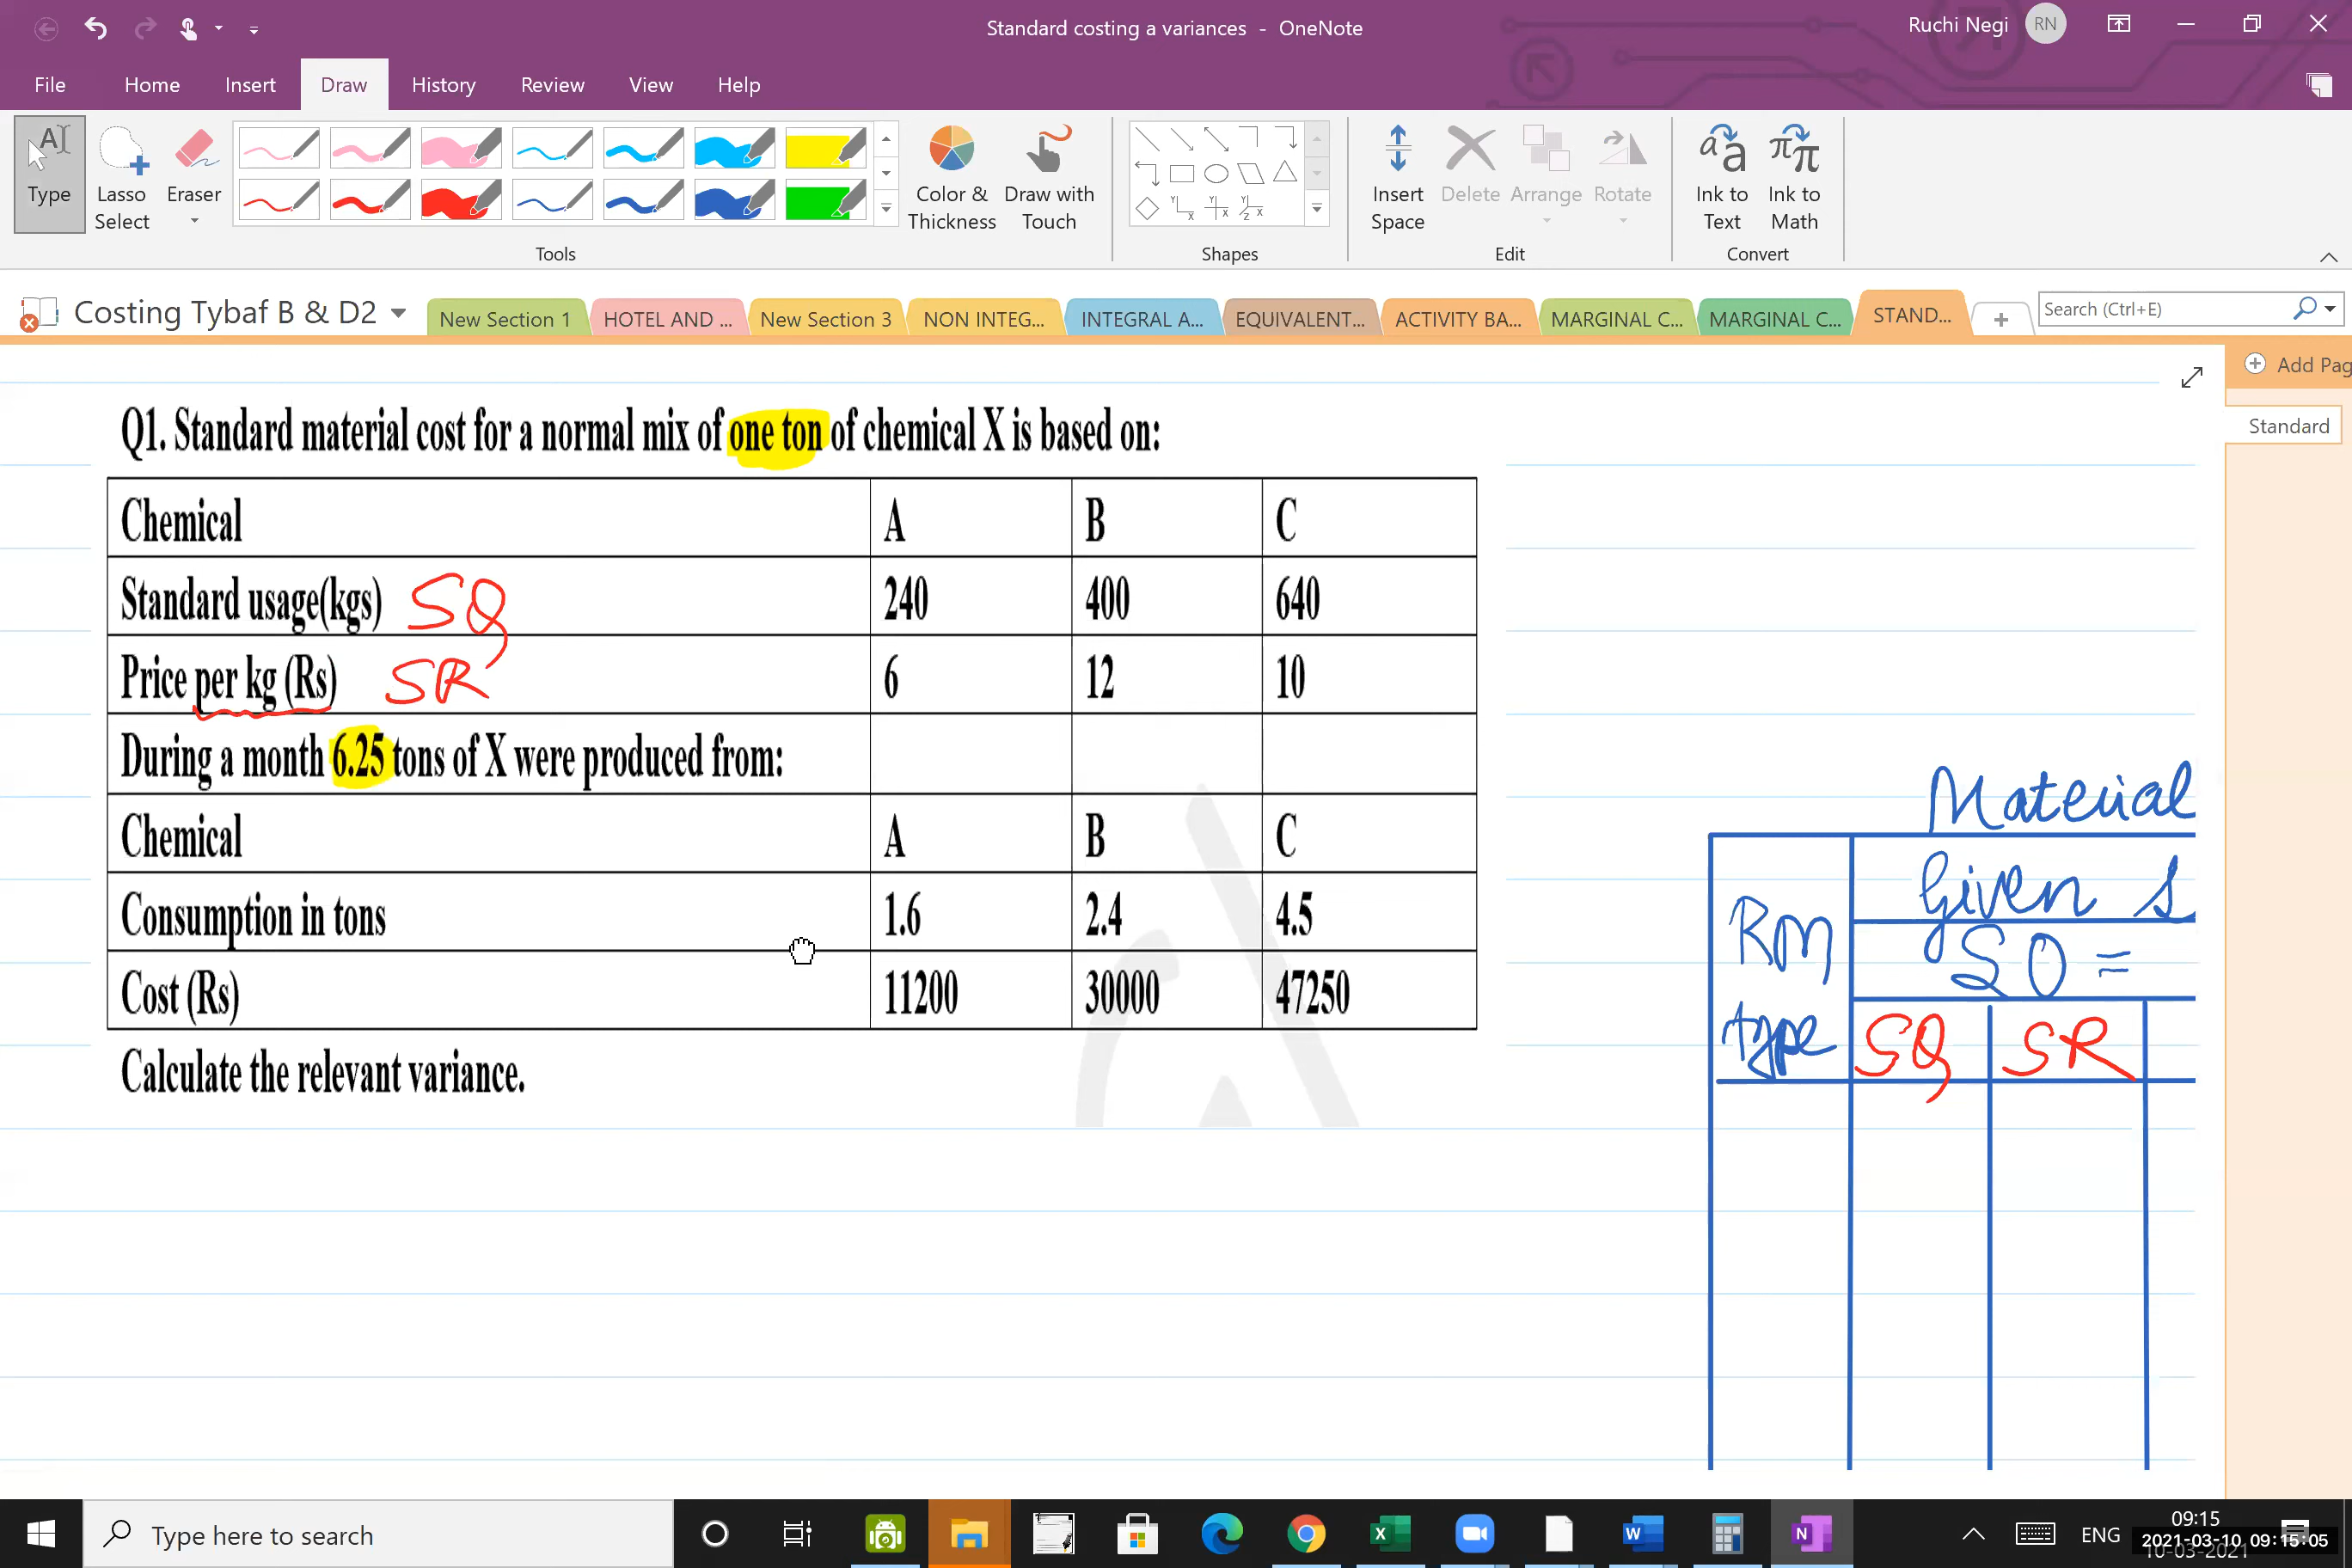 Standard costing a variances - OneNote
Ruchi Negi RN
File Home Insert Draw History Review View Help
Type
Lasso Select
Eraser
Color & Thickness
Draw with Touch
Insert Space
Delete
Arrange
Rotate
Ink to Text
Ink to Math
Tools Shapes Edit Convert
Costing Tybaf B & D2
New Section 1 HOTEL AND ... New Section 3 NON INTEG... INTEGRAL A... EQUIVALENT... ACTIVITY BA... MARGINAL C... MARGINAL C... STAND... +
Search (Ctrl+E)
Add Pag
Standard
Q1. Standard material cost for a normal mix of one ton of chemical X is based on:
Chemical A B C
Standard usage(kgs) SQ 240 400 640
Price per kg (Rs) SR 6 12 10
During a month 6.25 tons of X were produced from:
Chemical A B C
Consumption in tons 1.6 2.4 4.5
Cost (Rs) 11200 30000 47250
Calculate the relevant variance.
Material
Given s
SO =
RM type SQ SR
Type here to search
ENG
09:15
2021-03-10 09:15:05
10-03-2021